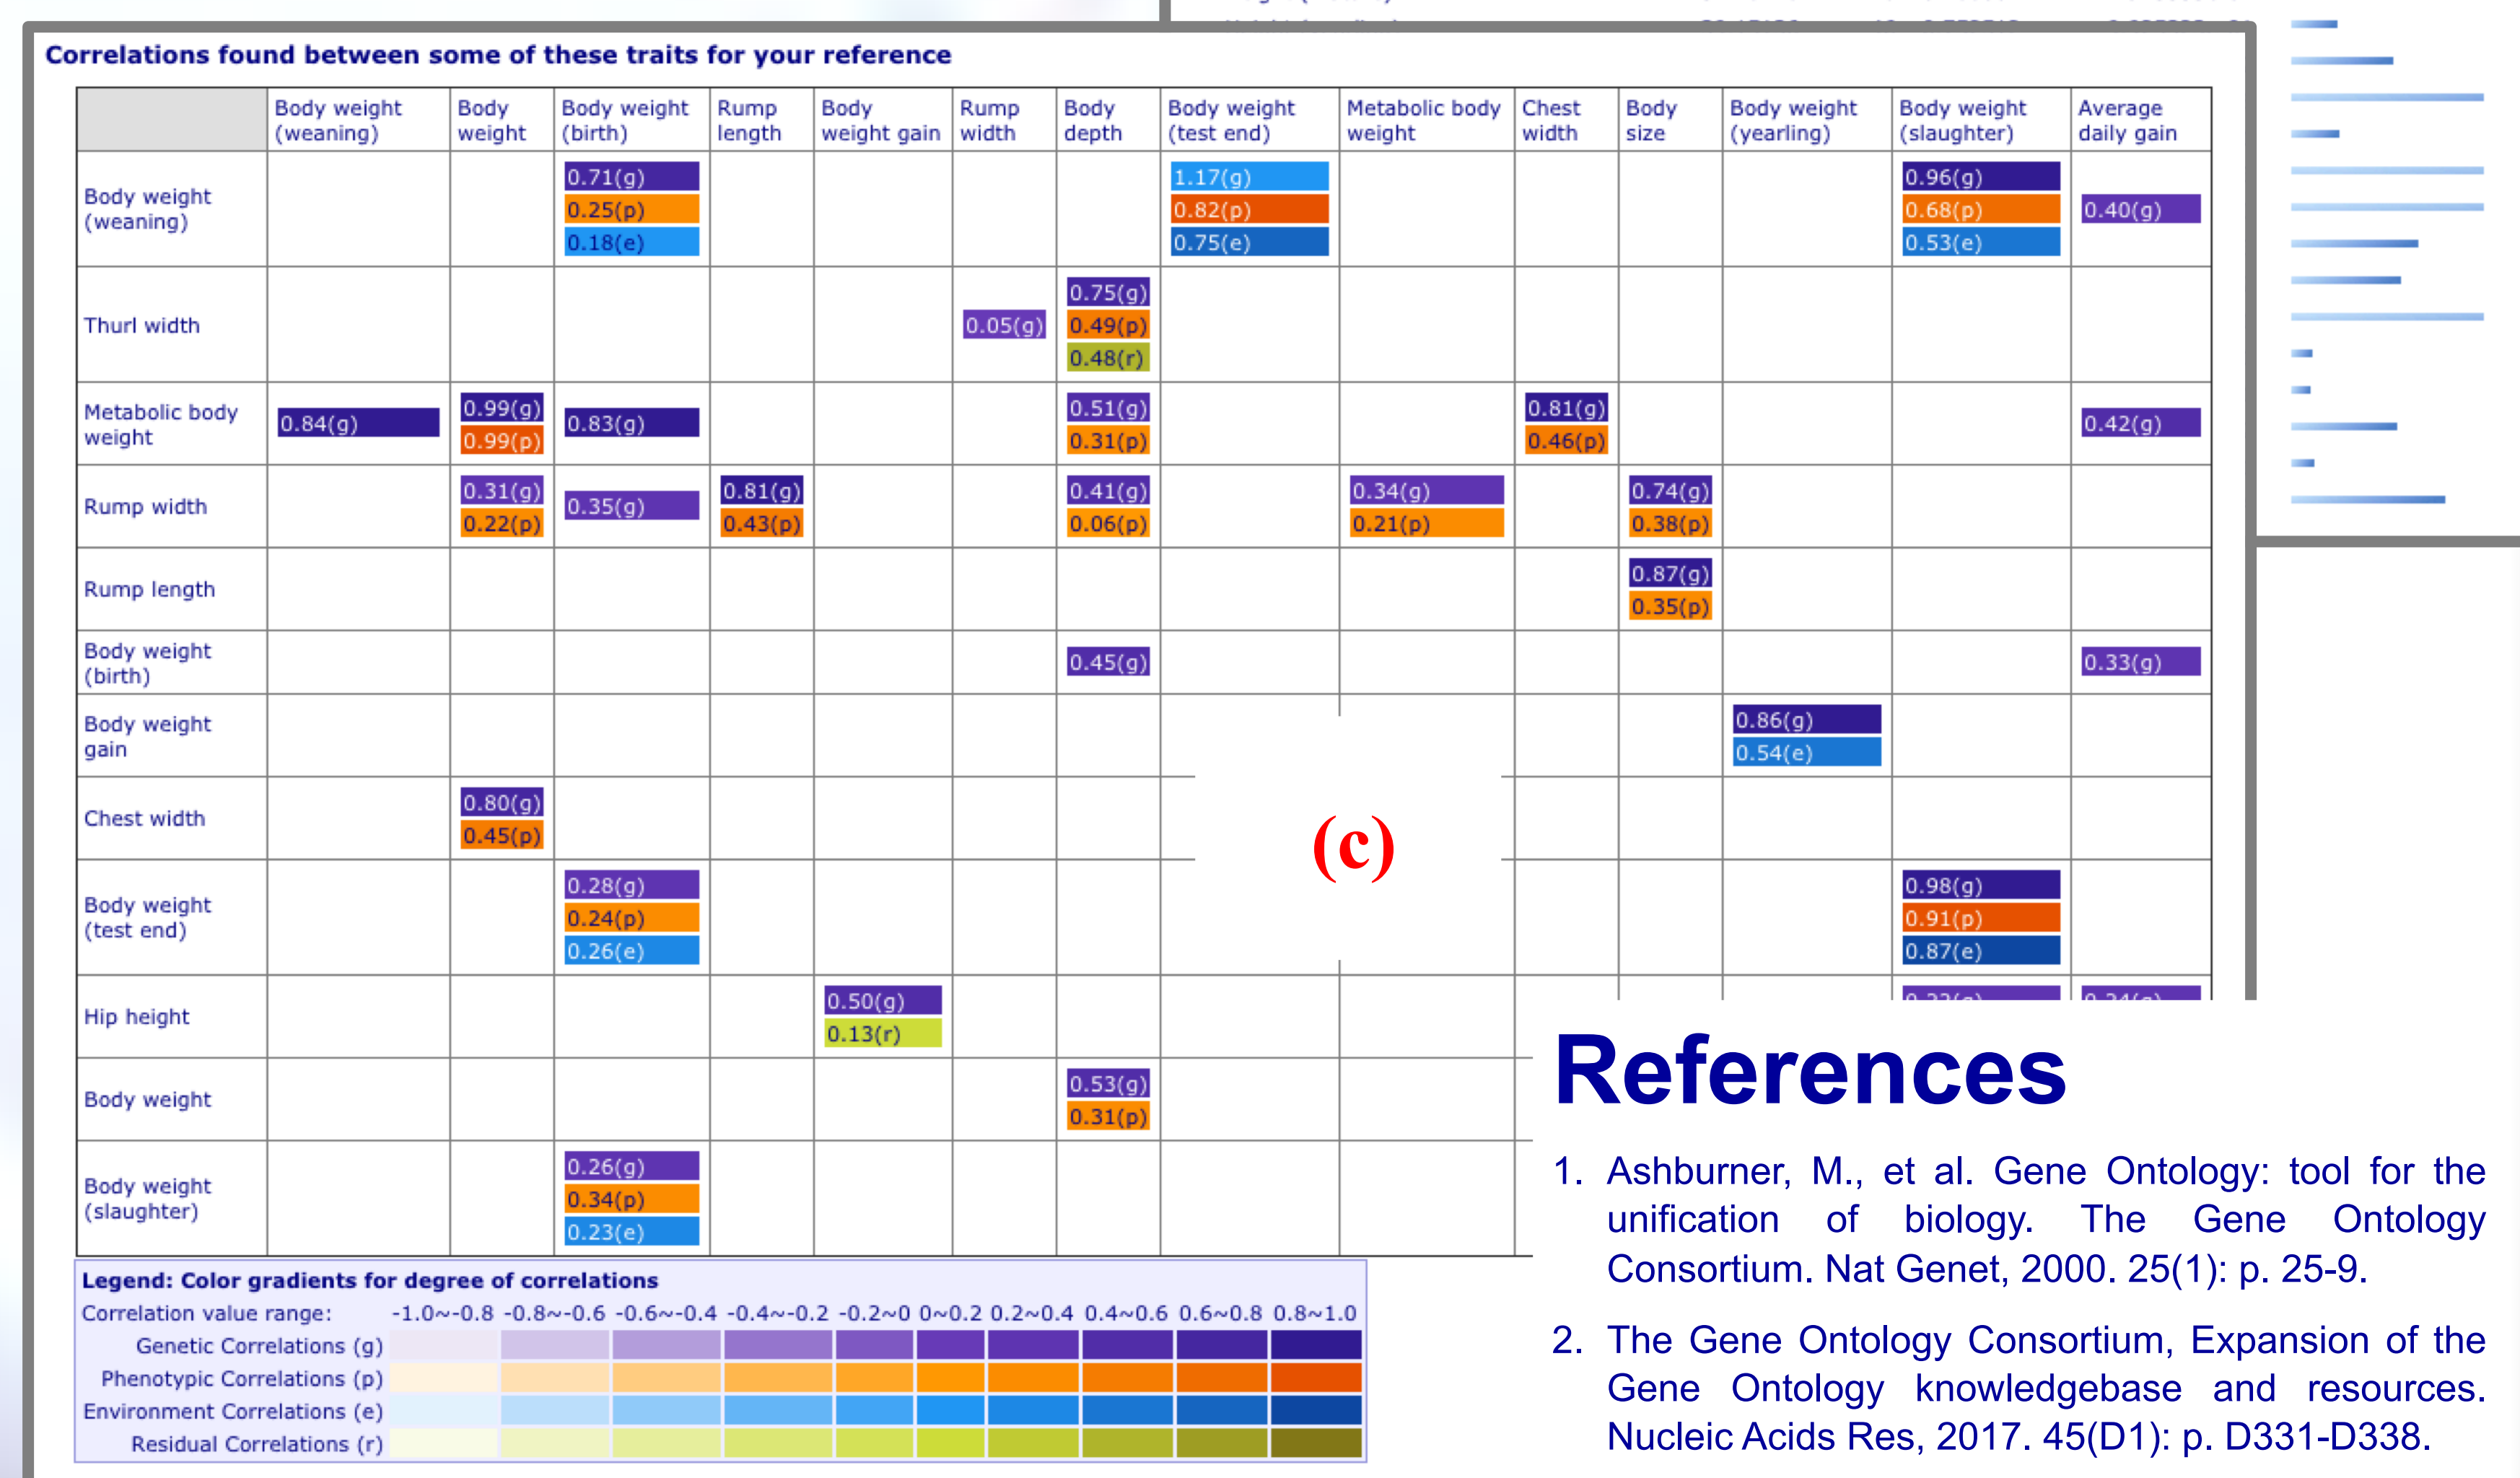 Correlations found between some of these traits for your reference
Body weight (weaning) Body weight Body weight (birth) Rump length Body weight gain Rump width Body depth Body weight (test end) Metabolic body weight Chest width Body size Body weight (yearling) Body weight (slaughter) Average daily gain
Body weight (weaning)
0.71(g) 1.17(g) 0.96(g)
0.25(p) 0.82(p) 0.68(p) 0.40(g)
0.18(e) 0.75(e) 0.53(e)
Thurl width
0.75(g)
0.05(g) 0.49(p)
0.48(r)
Metabolic body weight
0.84(g) 0.99(g) 0.83(g) 0.51(g) 0.81(g) 0.42(g)
0.99(p) 0.31(p) 0.46(p)
Rump width
0.31(g) 0.35(g) 0.81(g) 0.41(g) 0.34(g) 0.74(g)
0.22(p) 0.43(p) 0.06(p) 0.21(p) 0.38(p)
Rump length
0.87(g)
0.35(p)
Body weight (birth)
0.45(g) 0.33(g)
Body weight gain
0.86(g)
0.54(e)
Chest width
0.80(g)
0.45(p)
(c)
Body weight (test end)
0.28(g) 0.98(g)
0.24(p) 0.91(p)
0.26(e) 0.87(e)
Hip height
0.50(g)
0.13(r)
Body weight
0.53(g)
0.31(p)
Body weight (slaughter)
0.26(g)
0.34(p)
0.23(e)
Legend: Color gradients for degree of correlations
Correlation value range: -1.0~-0.8 -0.8~-0.6 -0.6~-0.4 -0.4~-0.2 -0.2~0 0~0.2 0.2~0.4 0.4~0.6 0.6~0.8 0.8~1.0
Genetic Correlations (g)
Phenotypic Correlations (p)
Environment Correlations (e)
Residual Correlations (r)
References
1. Ashburner, M., et al. Gene Ontology: tool for the
unification of biology. The Gene Ontology
Consortium. Nat Genet, 2000. 25(1): p. 25-9.
2. The Gene Ontology Consortium, Expansion of the
Gene Ontology knowledgebase and resources.
Nucleic Acids Res, 2017. 45(D1): p. D331-D338.